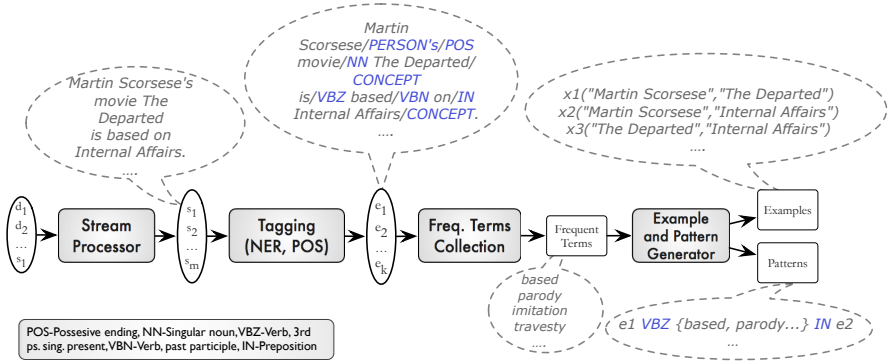 Martin Scorsese's
movie The
Departed
is based on
Internal Affairs.
....
Martin
Scorsese/PERSON's/POS
movie/NN The Departed/
CONCEPT
is/VBZ based/VBN on/IN
Internal Affairs/CONCEPT.
....
x1("Martin Scorsese","The Departed")
x2("Martin Scorsese","Internal Affairs")
x3("The Departed","Internal Affairs")
....
d1
d2
...
s1
Stream
Processor
s1
s2
...
sm
Tagging
(NER, POS)
e1
e2
...
ek
Freq. Terms
Collection
Frequent
Terms
Example
and Pattern
Generator
Examples
Patterns
based
parody
imitation
travesty
....
e1 VBZ {based, parody...} IN e2
...
POS-Possesive ending, NN-Singular noun,VBZ-Verb, 3rd
ps. sing. present,VBN-Verb, past participle, IN-Preposition